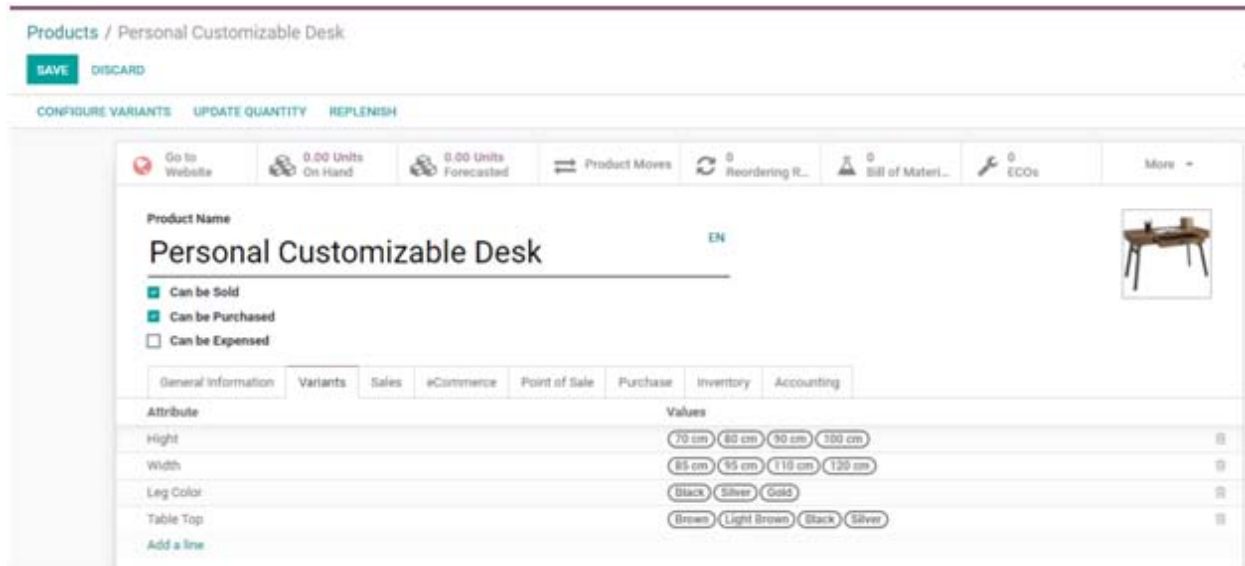 Products / Personal Customizable Desk
SAVE DISCARD
CONFIGURE VARIANTS UPDATE QUANTITY REPLENISH
Go to Website
0.00 Units On Hand
0.00 Units Forecasted
Product Moves
0 Reordering R...
0 Bill of Materi...
0 ECOs
More
Product Name
Personal Customizable Desk EN
Can be Sold
Can be Purchased
Can be Expensed
General Information Variants Sales eCommerce Point of Sale Purchase Inventory Accounting
Attribute Values
Hight 70 cm 80 cm 90 cm 100 cm
Width 85 cm 95 cm 110 cm 120 cm
Leg Color Black Silver Gold
Table Top Brown Light Brown Black Silver
Add a line